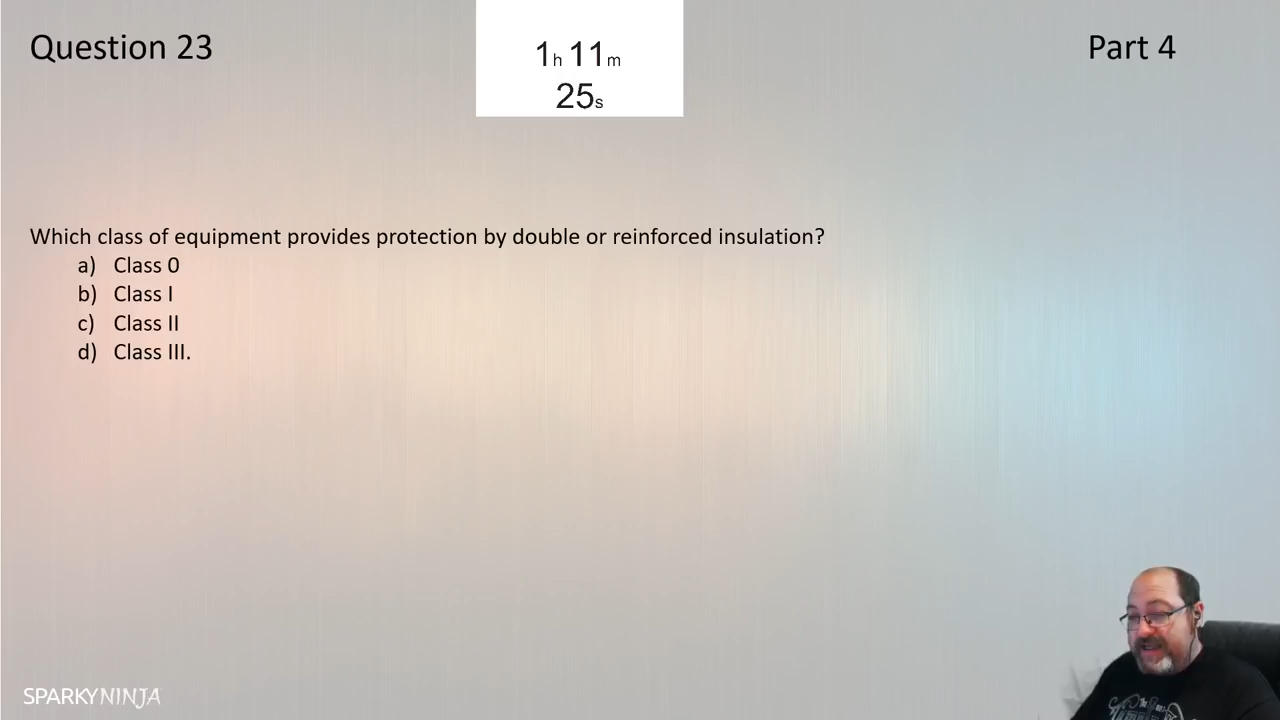 Question 23
1h 11m
25s
Part 4
Which class of equipment provides protection by double or reinforced insulation?
a) Class 0
b) Class I
c) Class II
d) Class III.
SPARKYNINJA